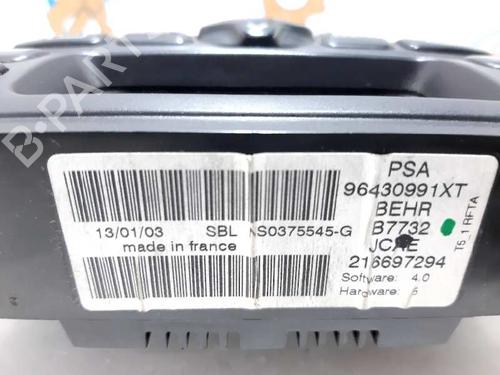 B-PARTS
PSA
96430991XT
BEHR
B7732
JCAE
216697294
Software: 4.0
Hardware: 5
T5.1 RFTA
13/01/03 SBL NS0375545-G
made in france